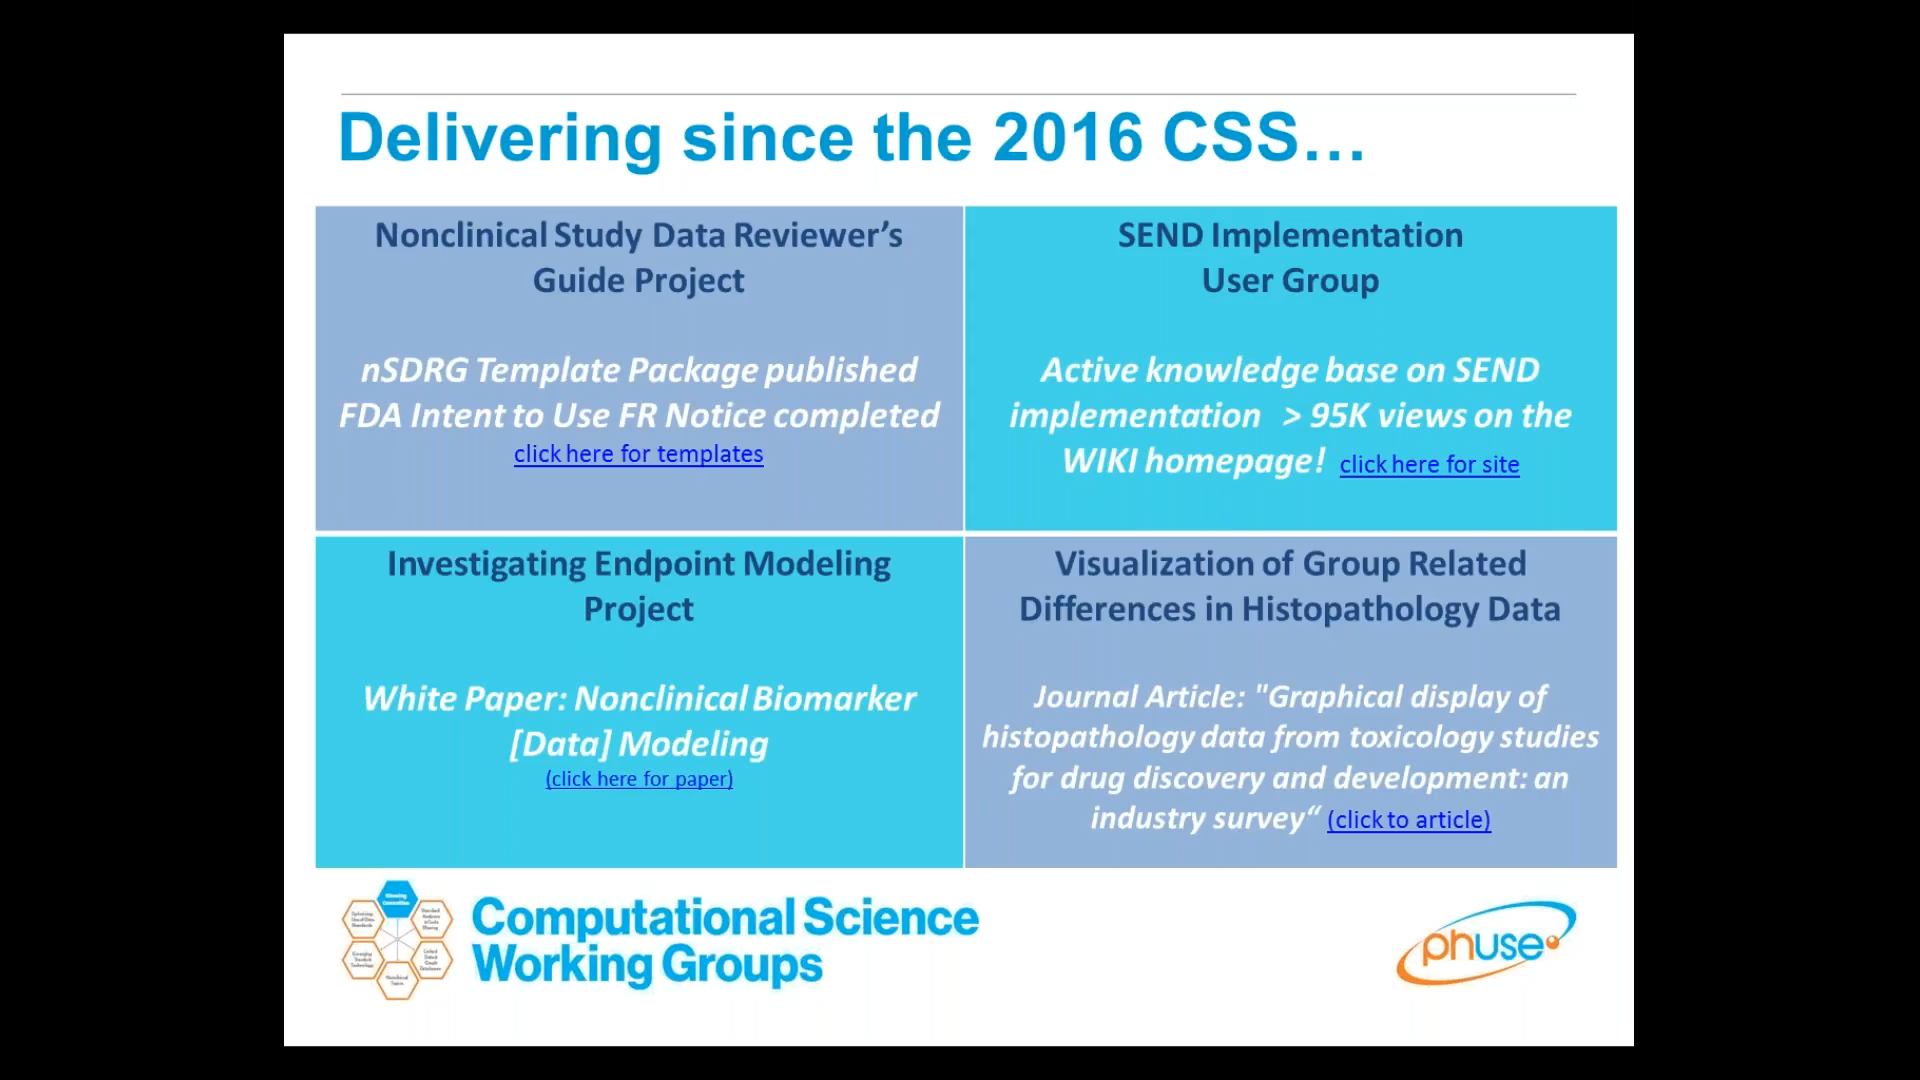 Delivering since the 2016 CSS…
Nonclinical Study Data Reviewer’s
Guide Project
nSDRG Template Package published
FDA Intent to Use FR Notice completed
click here for templates
SEND Implementation
User Group
Active knowledge base on SEND
implementation > 95K views on the
WIKI homepage! click here for site
Investigating Endpoint Modeling
Project
White Paper: Nonclinical Biomarker
[Data] Modeling
(click here for paper)
Visualization of Group Related
Differences in Histopathology Data
Journal Article: "Graphical display of
histopathology data from toxicology studies
for drug discovery and development: an
industry survey“ (click to article)
Computational Science
Working Groups
phuse